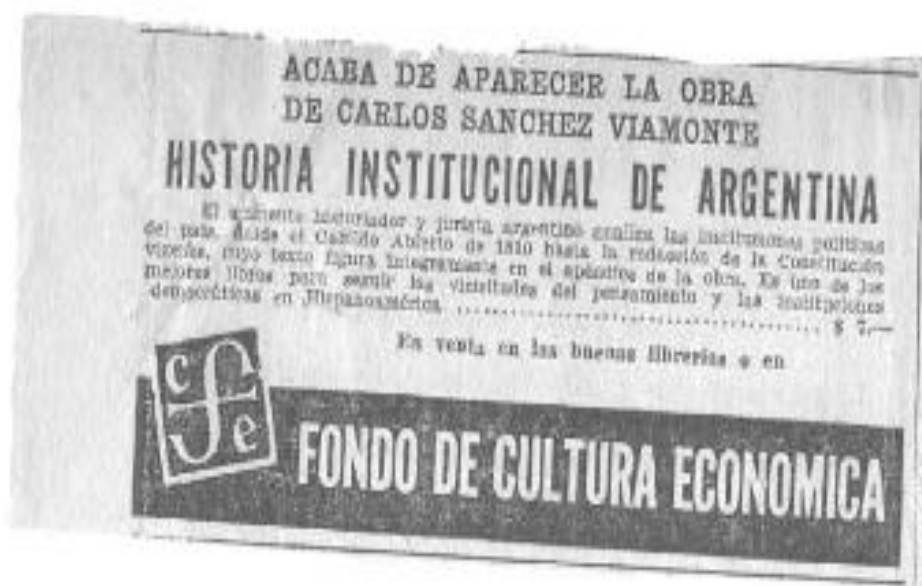 ACABA DE APARECER LA OBRA
DE CARLOS SANCHEZ VIAMONTE
HISTORIA INSTITUCIONAL DE ARGENTINA
El eminente historiador y jurista argentino analiza las instituciones políticas
del país, desde el Cabildo Abierto de 1810 hasta la redacción de la Constitución
vigente, cuyo texto figura íntegramente en el apéndice de la obra. Es uno de los
mejores libros para seguir las vicisitudes del pensamiento y las instituciones
democráticas en Hispanoamérica ........................................ $ 7.—
En venta en las buenas librerías o en
cfe
FONDO DE CULTURA ECONOMICA